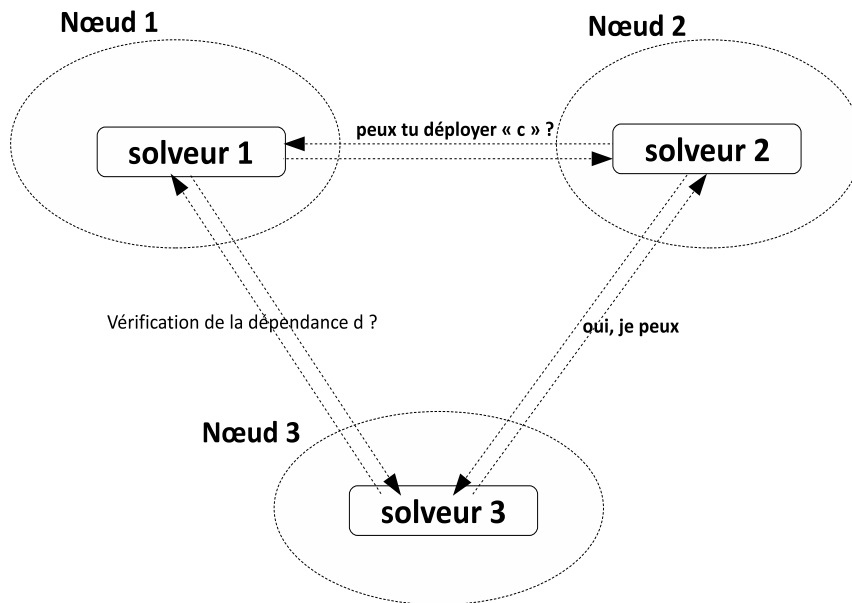 Nœud 1
Nœud 2
peux tu déployer « c » ?
solveur 1
solveur 2
Vérification de la dépendance d ?
oui, je peux
Nœud 3
solveur 3